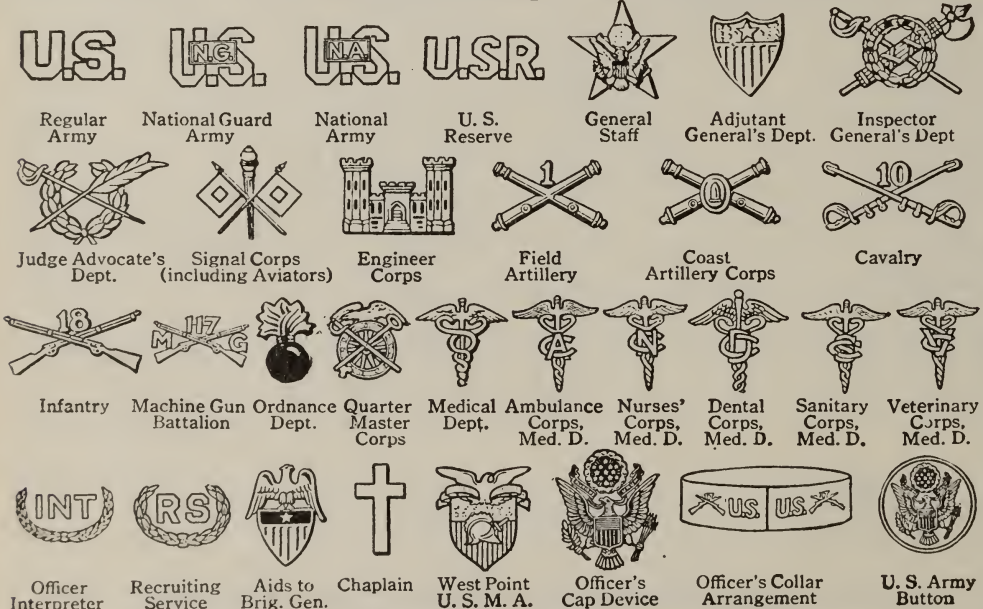 U.S.
N.G.
U.S.
N.A.
U.S.
U.S.R.
Regular
Army
National Guard
Army
National
Army
U. S.
Reserve
General
Staff
Adjutant
General's Dept.
Inspector
General's Dept
1
0
10
Judge Advocate's
Dept.
Signal Corps
(including Aviators)
Engineer
Corps
Field
Artillery
Coast
Artillery Corps
Cavalry
18
117
M G
A
N
D
S
V
Infantry
Machine Gun
Battalion
Ordnance
Dept.
Quarter
Master
Corps
Medical
Dept.
Ambulance
Corps,
Med. D.
Nurses'
Corps,
Med. D.
Dental
Corps,
Med. D.
Sanitary
Corps,
Med. D.
Veterinary
Corps,
Med. D.
INT
RS
U.S. U.S.
Officer
Interpreter
Recruiting
Service
Aids to
Brig. Gen.
Chaplain
West Point
U. S. M. A.
Officer's
Cap Device
Officer's Collar
Arrangement
U. S. Army
Button